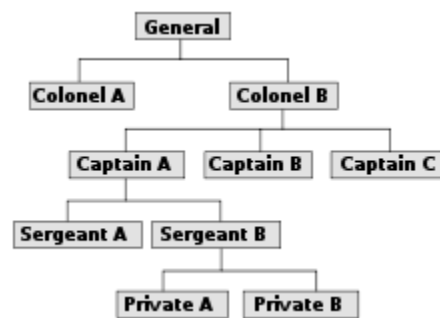 General
Colonel A Colonel B
Captain A Captain B Captain C
Sergeant A Sergeant B
Private A Private B